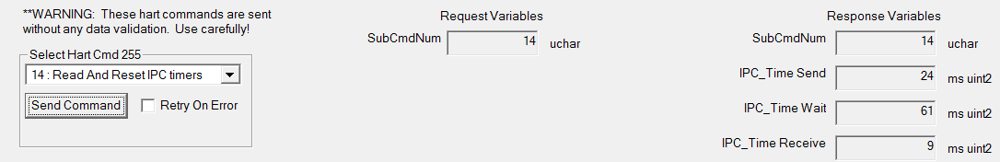 **WARNING:  These hart commands are sent
without any data validation.  Use carefully!
Select Hart Cmd 255
14 : Read And Reset IPC timers
Send Command
Retry On Error
Request Variables
SubCmdNum 14 uchar
Response Variables
SubCmdNum 14 uchar
IPC_Time Send 24 ms uint2
IPC_Time Wait 61 ms uint2
IPC_Time Receive 9 ms uint2